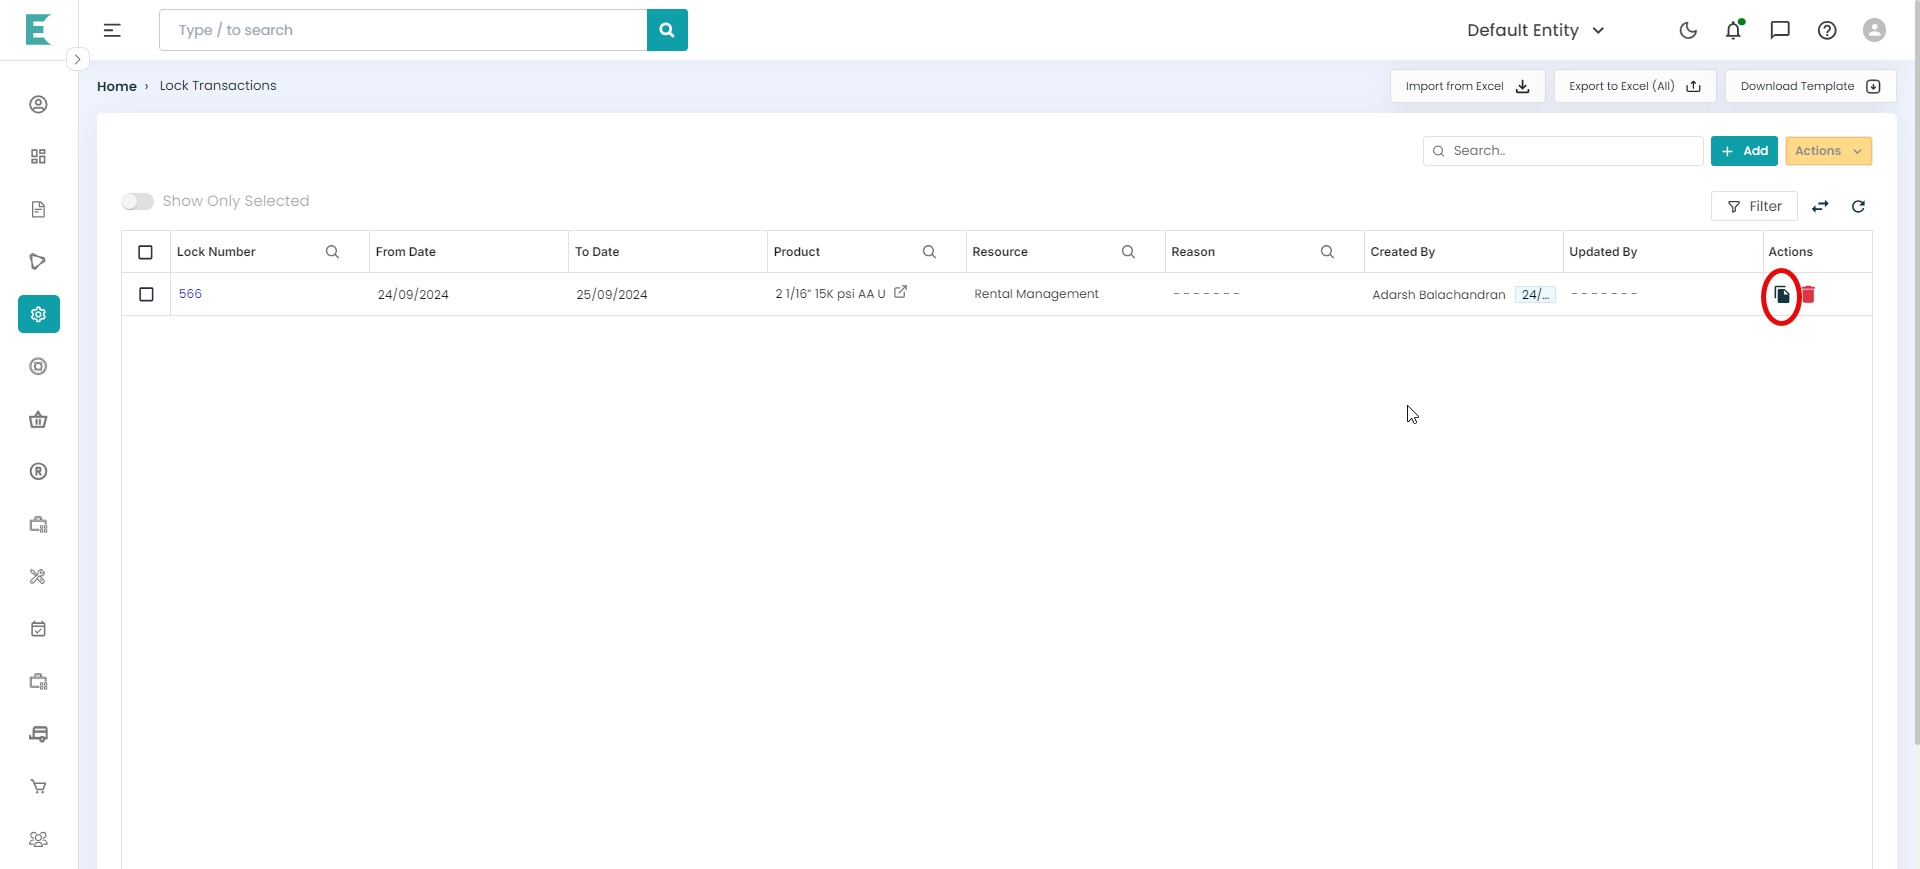 Type / to search
Default Entity
Home › Lock Transactions
Import from Excel
Export to Excel (All)
Download Template
Search..
+ Add
Actions
Show Only Selected
Filter
Lock Number
From Date
To Date
Product
Resource
Reason
Created By
Updated By
Actions
566
24/09/2024
25/09/2024
2 1/16” 15K psi AA U
Rental Management
-------
Adarsh Balachandran
24/...
-------